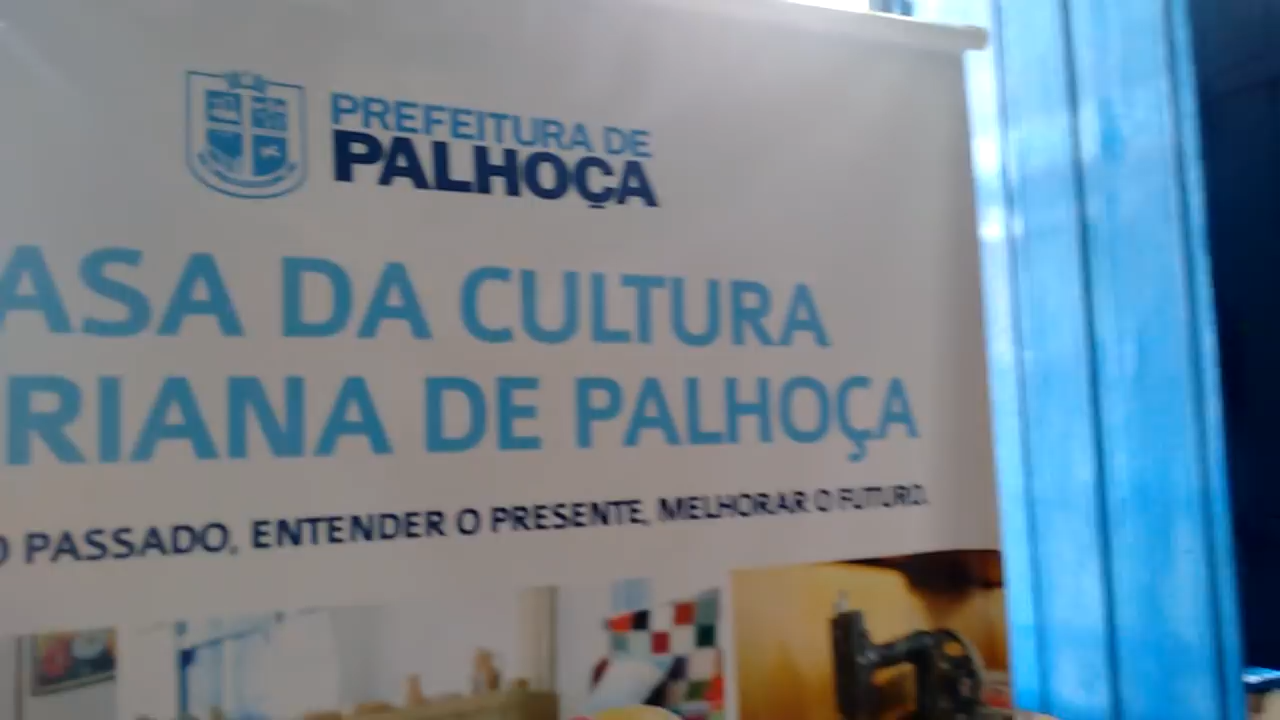 PREFEITURA DE
PALHOÇA
ASA DA CULTURA
RIANA DE PALHOÇA
O PASSADO, ENTENDER O PRESENTE, MELHORAR O FUTURO.